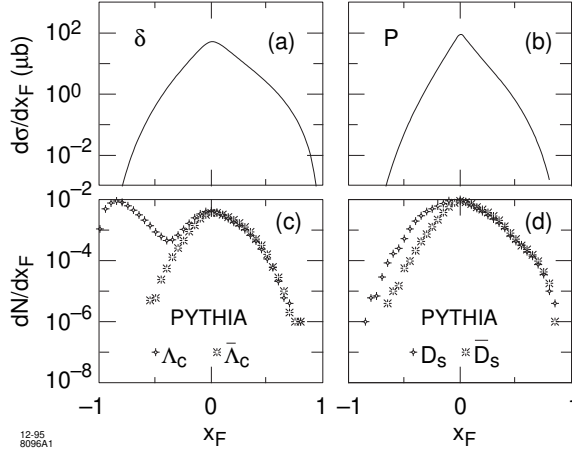 δ (a) P (b)
dσ/dx_F (μb)
10² 10⁰ 10⁻²
10⁻² 10⁻⁴ 10⁻⁶ 10⁻⁸
dN/dx_F
(c) (d)
PYTHIA PYTHIA
Λ_c Λ̅_c D_s D̅_s
−1 0 1 −1 0 1
x_F x_F
12-95
8096A1